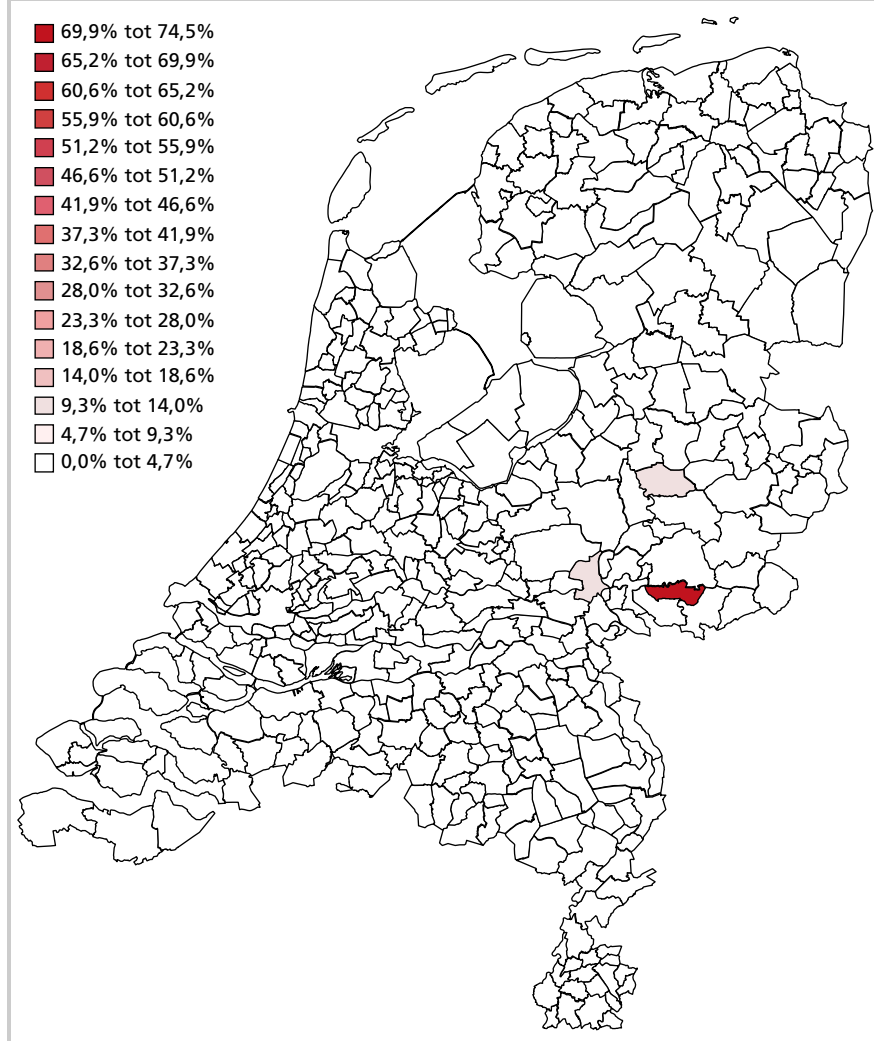 69,9% tot 74,5%
65,2% tot 69,9%
60,6% tot 65,2%
55,9% tot 60,6%
51,2% tot 55,9%
46,6% tot 51,2%
41,9% tot 46,6%
37,3% tot 41,9%
32,6% tot 37,3%
28,0% tot 32,6%
23,3% tot 28,0%
18,6% tot 23,3%
14,0% tot 18,6%
9,3% tot 14,0%
4,7% tot 9,3%
0,0% tot 4,7%